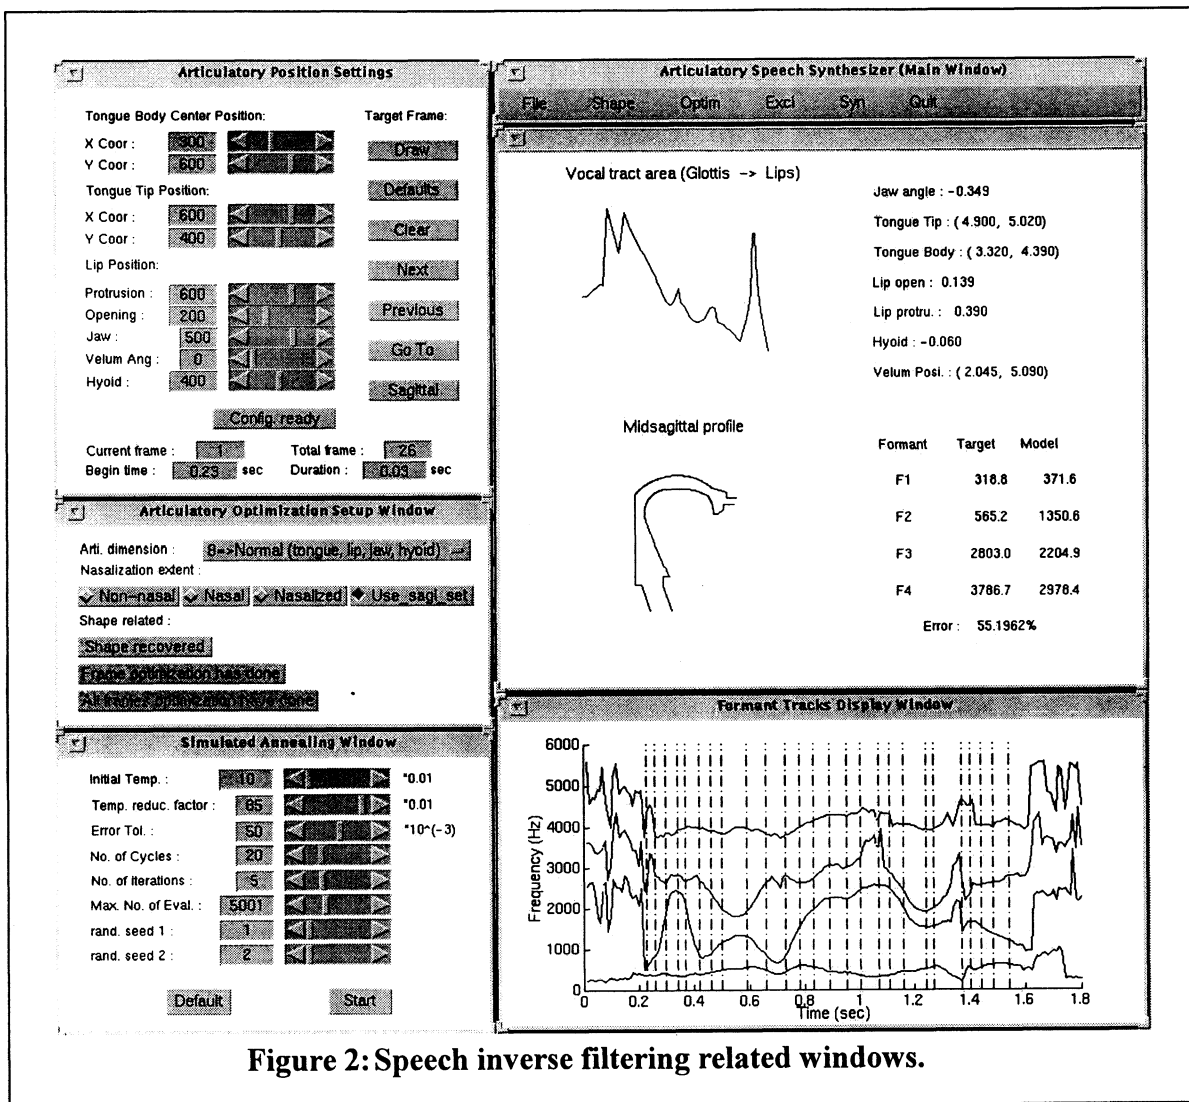 Articulatory Position Settings
Tongue Body Center Position:
Target Frame:
X Coor : 300
Draw
Y Coor : 600
Tongue Tip Position:
Defaults
X Coor : 600
Y Coor : 400
Clear
Lip Position:
Next
Protrusion : 600
Opening : 200
Previous
Jaw : 500
Velum Ang : 0
Go To
Hyoid : 400
Sagittal
Config. ready
Current frame : 1 Total frame : 26
Begin time : 0.23 sec Duration : 0.03 sec
Articulatory Optimization Setup Window
Arti. dimension : 8=>Normal (tongue, lip, jaw, hyoid)
Nasalization extent :
Non-nasal Nasal Nasalized Use_sagl_set
Shape related :
Shape recovered
Frame optimization has done
All frames optimization have done
Simulated Annealing Window
Initial Temp. : 10 *0.01
Temp. reduc. factor : 85 *0.01
Error Tol. : 50 *10^(-3)
No. of Cycles : 20
No. of Iterations : 5
Max. No. of Eval. : 5001
rand. seed 1 : 1
rand. seed 2 : 2
Default Start
Articulatory Speech Synthesizer (Main Window)
File Shape Optim Exci Syn Quit
Vocal tract area (Glottis -> Lips)
Jaw angle : -0.349
Tongue Tip : ( 4.900, 5.020)
Tongue Body : ( 3.320, 4.390)
Lip open : 0.139
Lip protru. : 0.390
Hyoid : -0.060
Velum Posi. : ( 2.045, 5.090)
Midsagittal profile
Formant Target Model
F1 318.8 371.6
F2 565.2 1350.6
F3 2803.0 2204.9
F4 3786.7 2978.4
Error : 55.1962%
Formant Tracks Display Window
6000
5000
4000
3000
2000
1000
0
Frequency (Hz)
0 0.2 0.4 0.6 0.8 1 1.2 1.4 1.6 1.8
Time (sec)
Figure 2: Speech inverse filtering related windows.